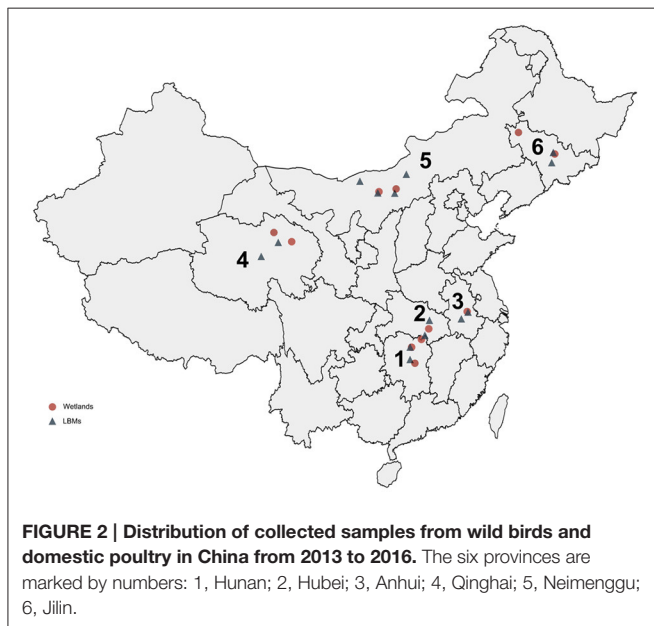 6
5
4
3
2
1
Wetlands
LBMs
FIGURE 2 | Distribution of collected samples from wild birds and
domestic poultry in China from 2013 to 2016. The six provinces are
marked by numbers: 1, Hunan; 2, Hubei; 3, Anhui; 4, Qinghai; 5, Neimenggu;
6, Jilin.